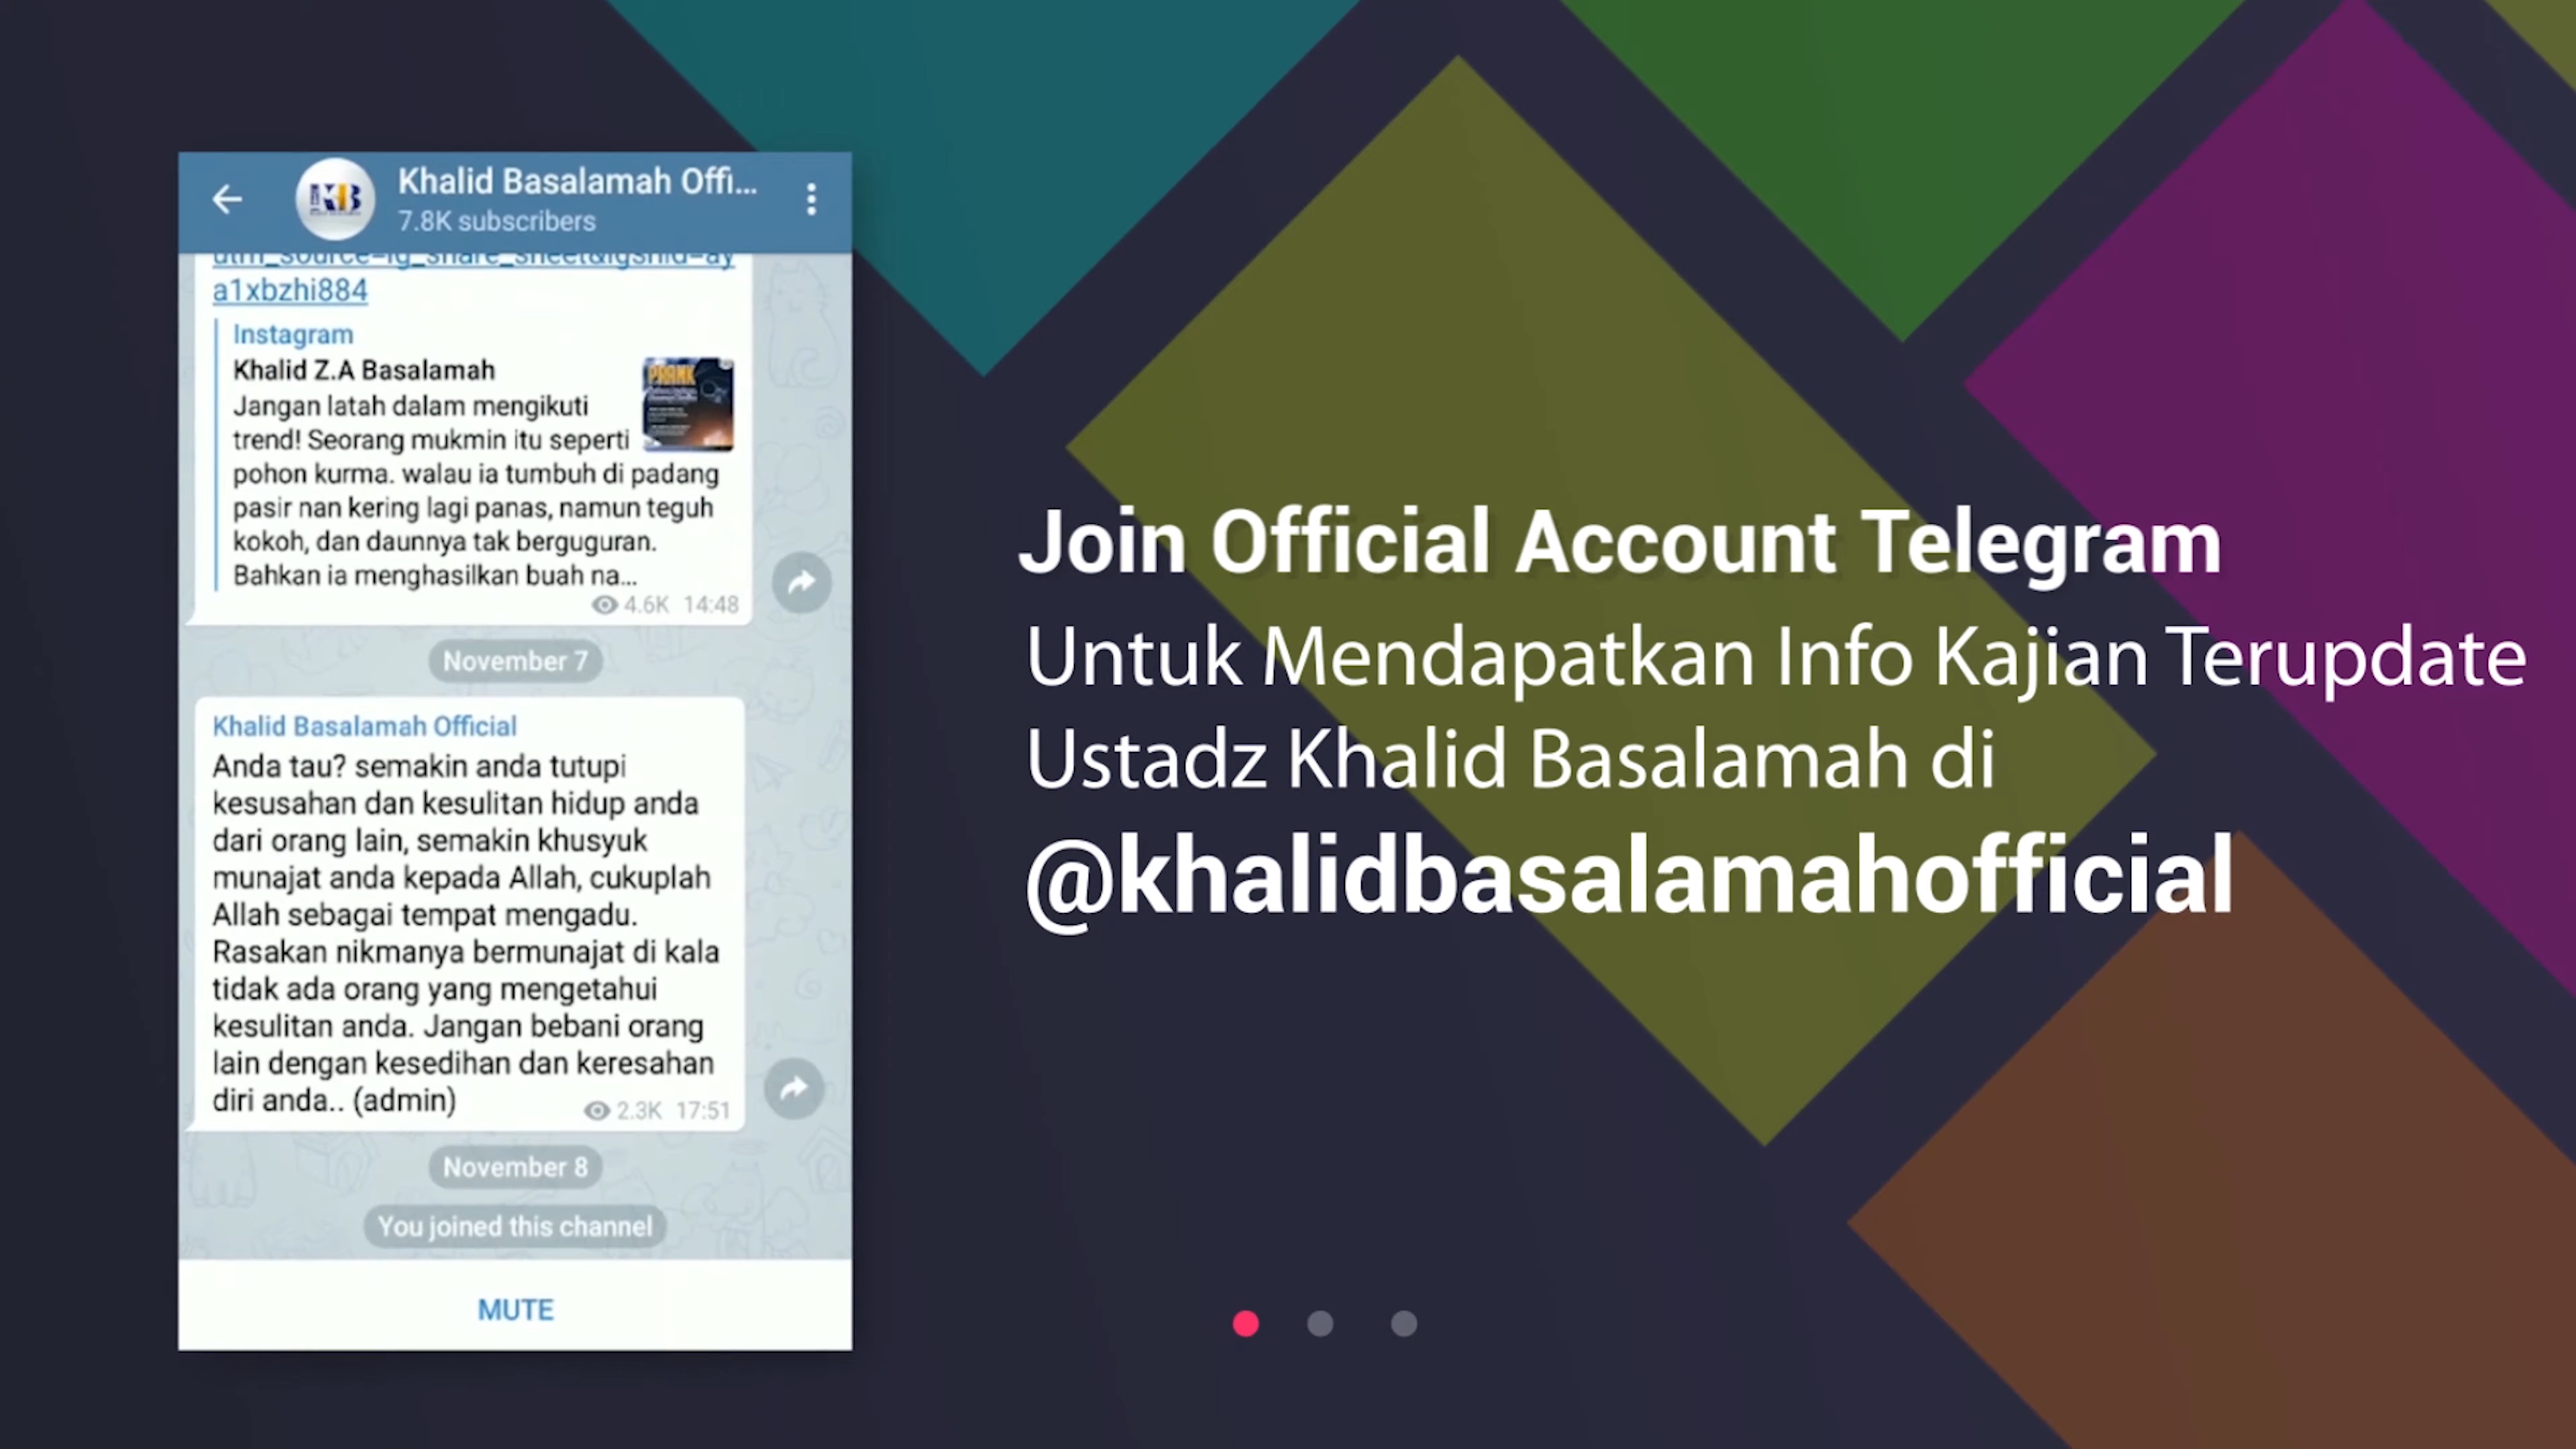 Khalid Basalamah Offi...
7.8K subscribers
utm_source=ig_share_sheet&igshid=ay
a1xbzhi884
Instagram
Khalid Z.A Basalamah
PRANK
Jangan latah dalam mengikuti
trend! Seorang mukmin itu seperti
pohon kurma. walau ia tumbuh di padang
pasir nan kering lagi panas, namun teguh
kokoh, dan daunnya tak berguguran.
Bahkan ia menghasilkan buah na...
4.6K 14:48
November 7
Khalid Basalamah Official
Anda tau? semakin anda tutupi
kesusahan dan kesulitan hidup anda
dari orang lain, semakin khusyuk
munajat anda kepada Allah, cukuplah
Allah sebagai tempat mengadu.
Rasakan nikmanya bermunajat di kala
tidak ada orang yang mengetahui
kesulitan anda. Jangan bebani orang
lain dengan kesedihan dan keresahan
diri anda.. (admin)
2.3K 17:51
November 8
You joined this channel
MUTE
Join Official Account Telegram
Untuk Mendapatkan Info Kajian Terupdate
Ustadz Khalid Basalamah di
@khalidbasalamahofficial